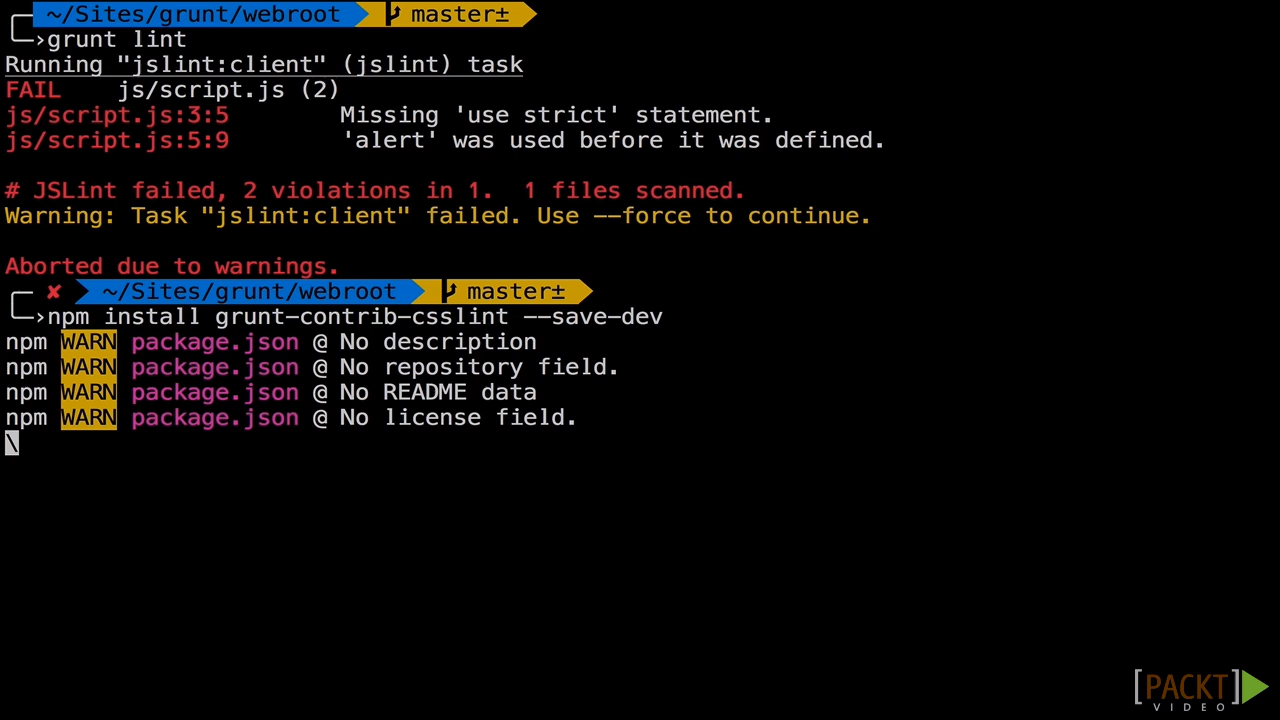 ~/Sites/grunt/webroot master±
›grunt lint
Running "jslint:client" (jslint) task
FAIL js/script.js (2)
js/script.js:3:5 Missing 'use strict' statement.
js/script.js:5:9 'alert' was used before it was defined.
# JSLint failed, 2 violations in 1. 1 files scanned.
Warning: Task "jslint:client" failed. Use --force to continue.
Aborted due to warnings.
✘ ~/Sites/grunt/webroot master±
›npm install grunt-contrib-csslint --save-dev
npm WARN package.json @ No description
npm WARN package.json @ No repository field.
npm WARN package.json @ No README data
npm WARN package.json @ No license field.
\
[PACKT]
VIDEO